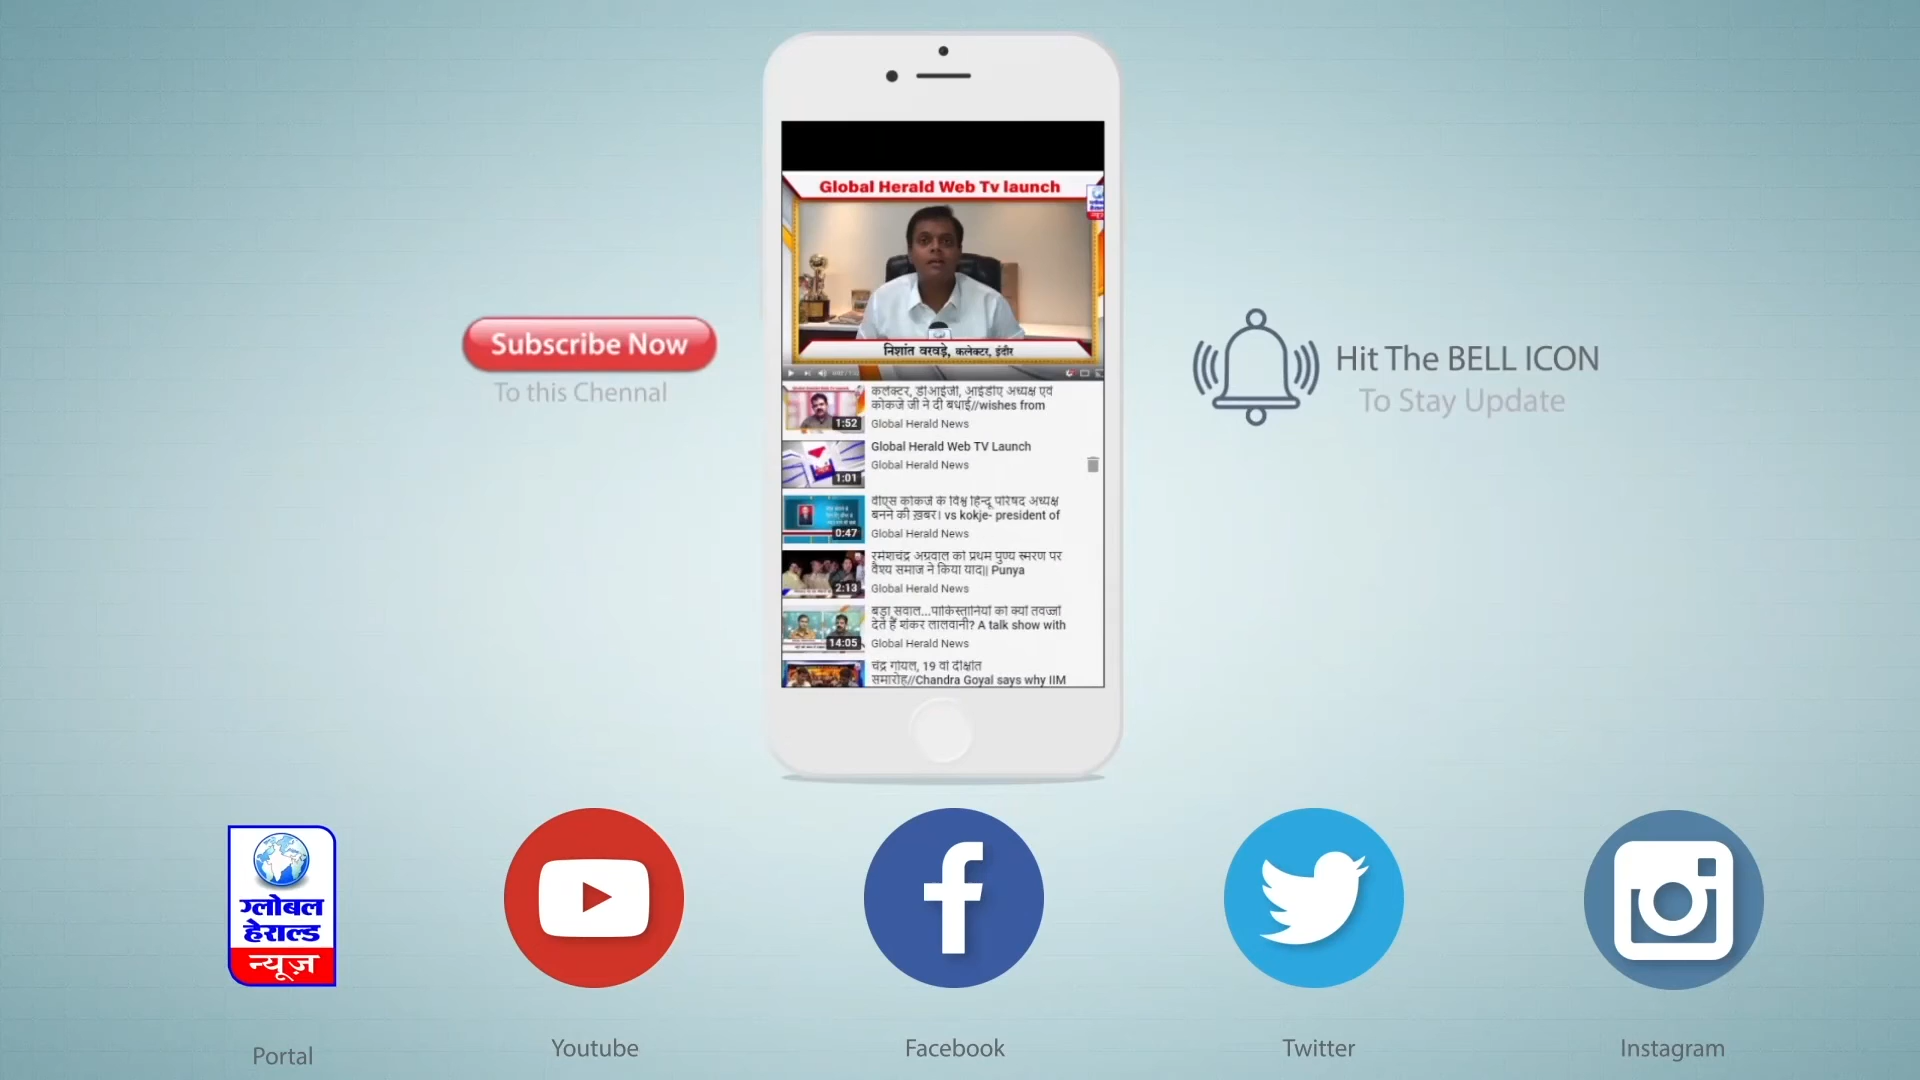 Global Herald Web Tv launch
निशांत वरवड़े, कलेक्टर, इंदौर
Subscribe Now
To this Chennal
Hit The BELL ICON
To Stay Update
कलेक्टर, डीआईजी, आईडीए अध्यक्ष एवं
कोकजे जी ने दी बधाई//wishes from
Global Herald News
1:52
Global Herald Web TV Launch
Global Herald News
1:01
वीएस कोकजे के विश्व हिन्दू परिषद अध्यक्ष
बनने की ख़बर। vs kokje- president of
Global Herald News
0:47
रमेशचंद्र अग्रवाल को प्रथम पुण्य स्मरण पर
वैश्य समाज ने किया याद|| Punya
Global Herald News
2:13
बड़ा सवाल...पाकिस्तानियों को क्यों तवज्जो
देते हैं शंकर लालवानी? A talk show with
Global Herald News
14:05
चंद्र गोयल, 19 वां दीक्षांत
समारोह//Chandra Goyal says why IIM
ग्लोबल
हेराल्ड
न्यूज़
Portal
Youtube
Facebook
Twitter
Instagram